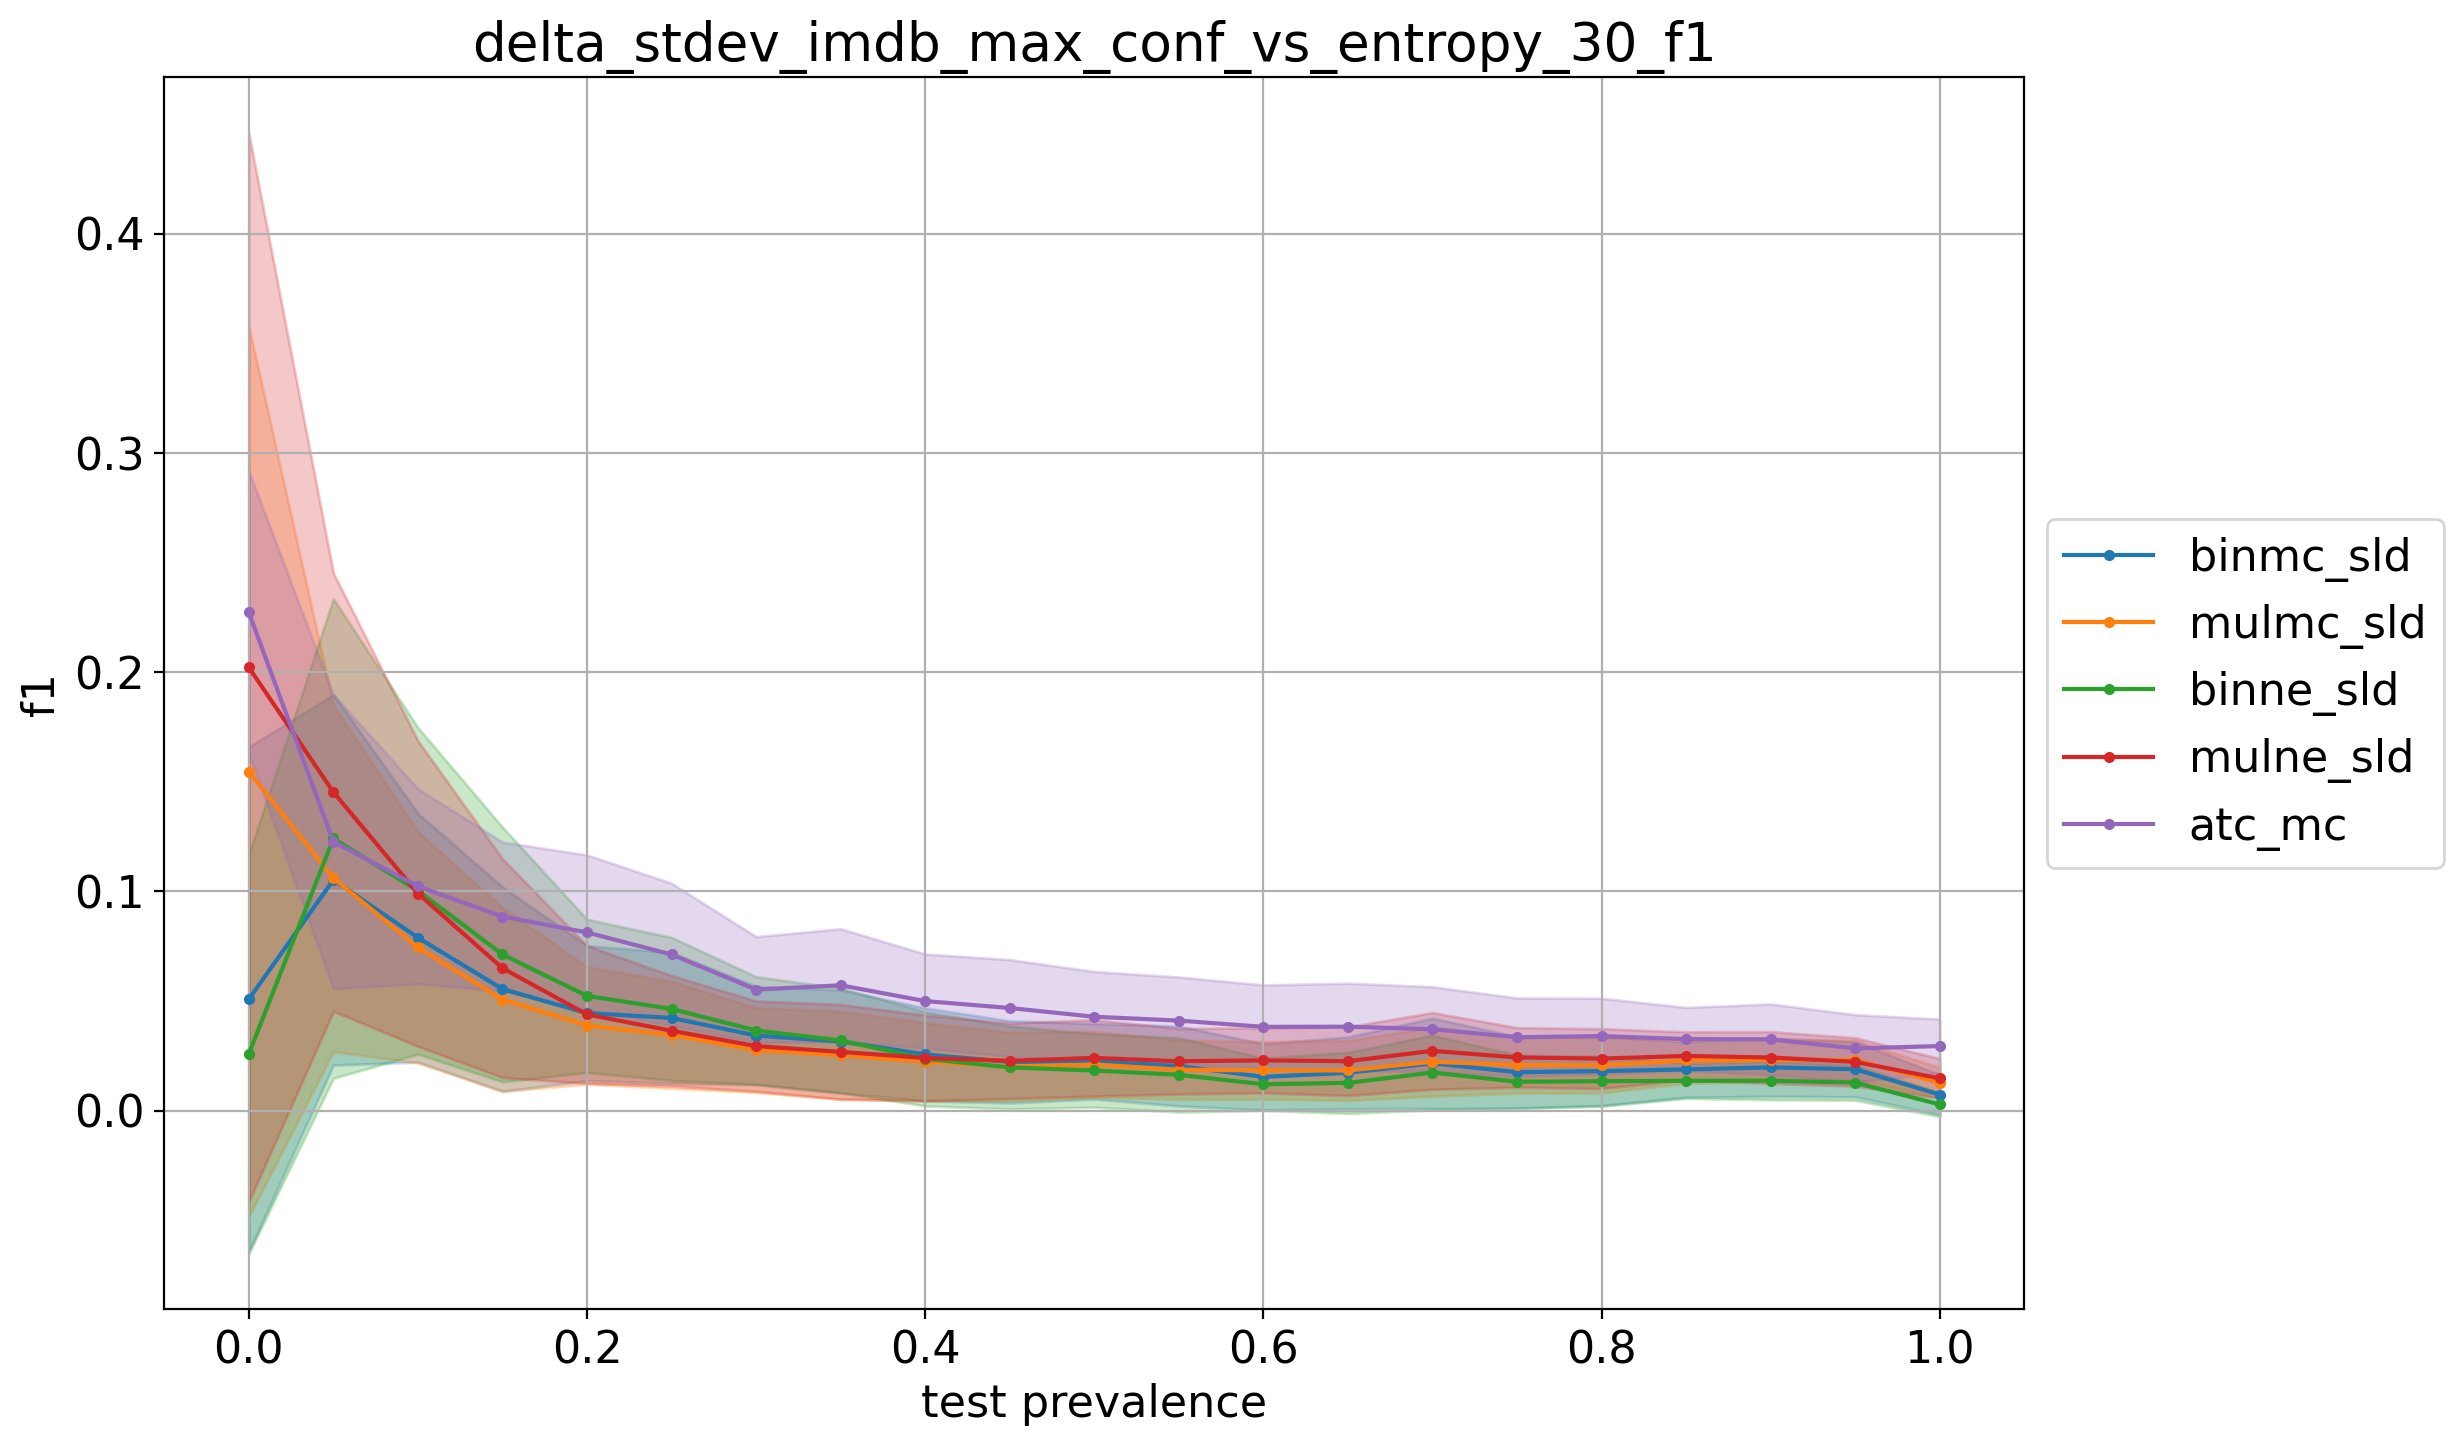 delta_stdev_imdb_max_conf_vs_entropy_30_f1
f1
0.4
0.3
0.2
0.1
0.0
0.0 0.2 0.4 0.6 0.8 1.0
test prevalence
binmc_sld
mulmc_sld
binne_sld
mulne_sld
atc_mc